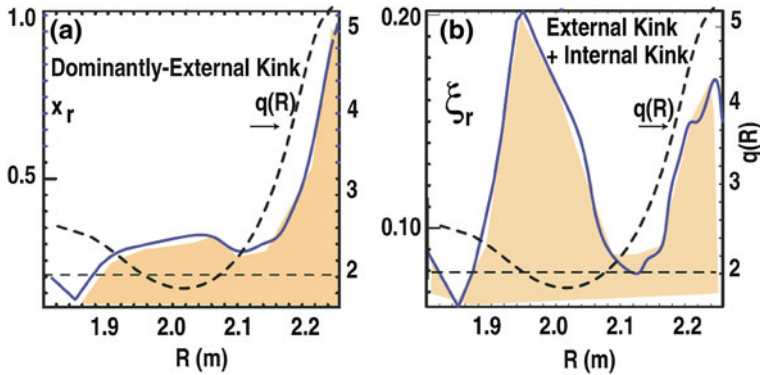 (a)
Dominantly-External Kink
1.0
0.5
x r
q(R)
5
4
3
2
1.9
2.0
2.1
2.2
R (m)
(b)
External Kink
+ Internal Kink
0.20
0.10
ξr
q(R)
5
4
3
2
q(R)
1.9
2.0
2.1
2.2
R (m)